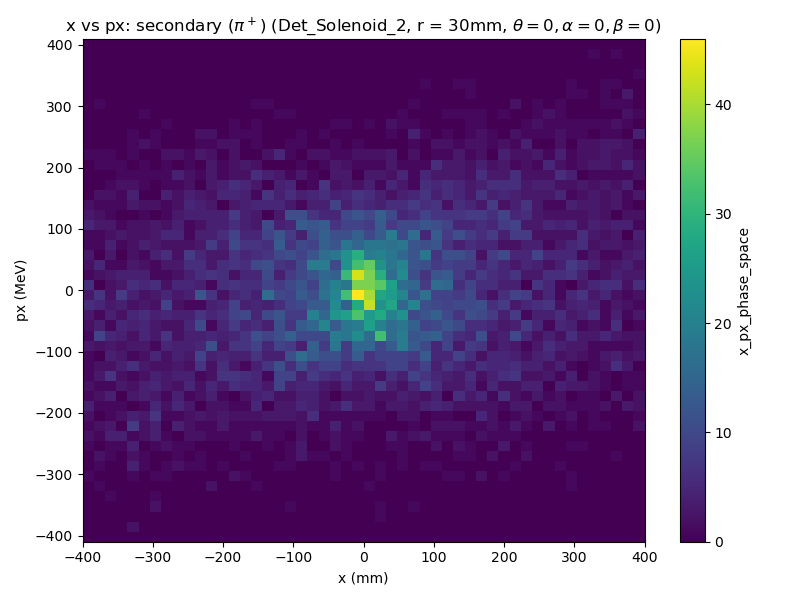 x vs px: secondary (π⁺) (Det_Solenoid_2, r = 30mm, θ = 0, α = 0, β = 0)
400
300
200
100
0
−100
−200
−300
−400
px (MeV)
−400 −300 −200 −100 0 100 200 300 400
x (mm)
40
30
20
10
0
x_px_phase_space